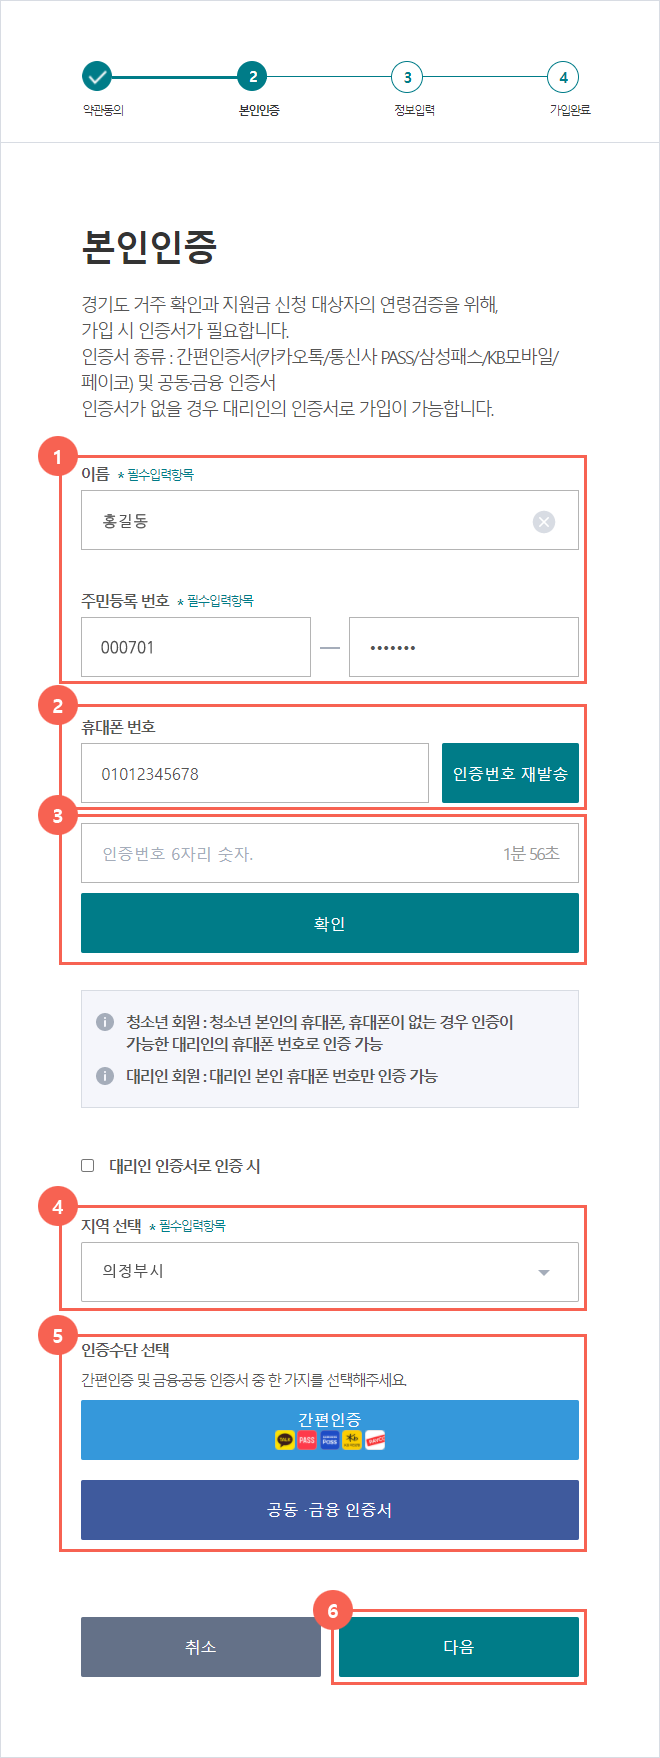 2
3
4
약관동의
본인인증
정보입력
가입완료
본인인증
경기도 거주 확인과 지원금 신청 대상자의 연령검증을 위해,
가입 시 인증서가 필요합니다.
인증서 종류 : 간편인증서(카카오톡/통신사 PASS/삼성패스/KB모바일/
페이코) 및 공동·금융 인증서
인증서가 없을 경우 대리인의 인증서로 가입이 가능합니다.
1
이름 * 필수입력항목
홍길동
주민등록 번호 * 필수입력항목
000701 — •••••••
2
휴대폰 번호
01012345678 인증번호 재발송
3
인증번호 6자리 숫자. 1분 56초
확인
청소년 회원 : 청소년 본인의 휴대폰, 휴대폰이 없는 경우 인증이
가능한 대리인의 휴대폰 번호로 인증 가능
대리인 회원 : 대리인 본인 휴대폰 번호만 인증 가능
대리인 인증서로 인증 시
4
지역 선택 * 필수입력항목
의정부시
5
인증수단 선택
간편인증 및 금융·공동 인증서 중 한 가지를 선택해주세요.
간편인증
TALK PASS
공동 ·금융 인증서
6
취소 다음